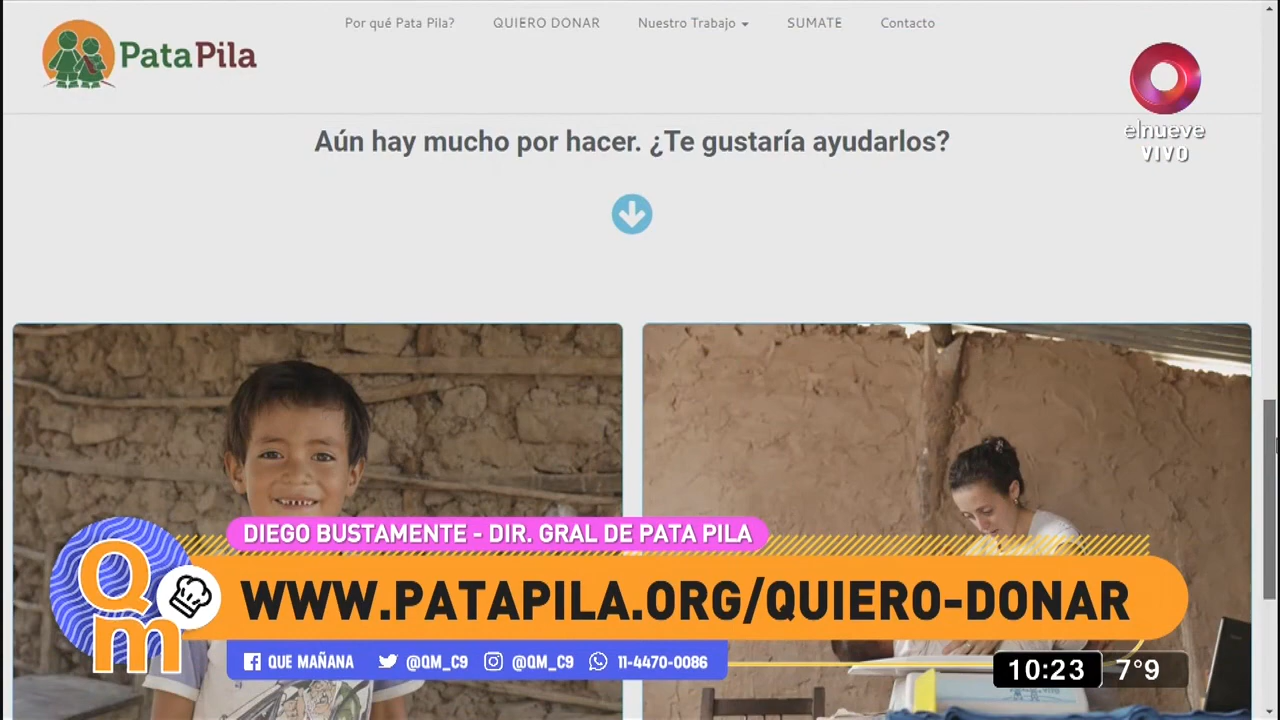 Por qué Pata Pila?
QUIERO DONAR
Nuestro Trabajo
SUMATE
Contacto
PataPila
elnueve
VIVO
Aún hay mucho por hacer. ¿Te gustaría ayudarlos?
DIEGO BUSTAMENTE - DIR. GRAL DE PATA PILA
Qm
WWW.PATAPILA.ORG/QUIERO-DONAR
QUE MAÑANA @QM_C9 @QM_C9 11-4470-0086
10:23 7°9